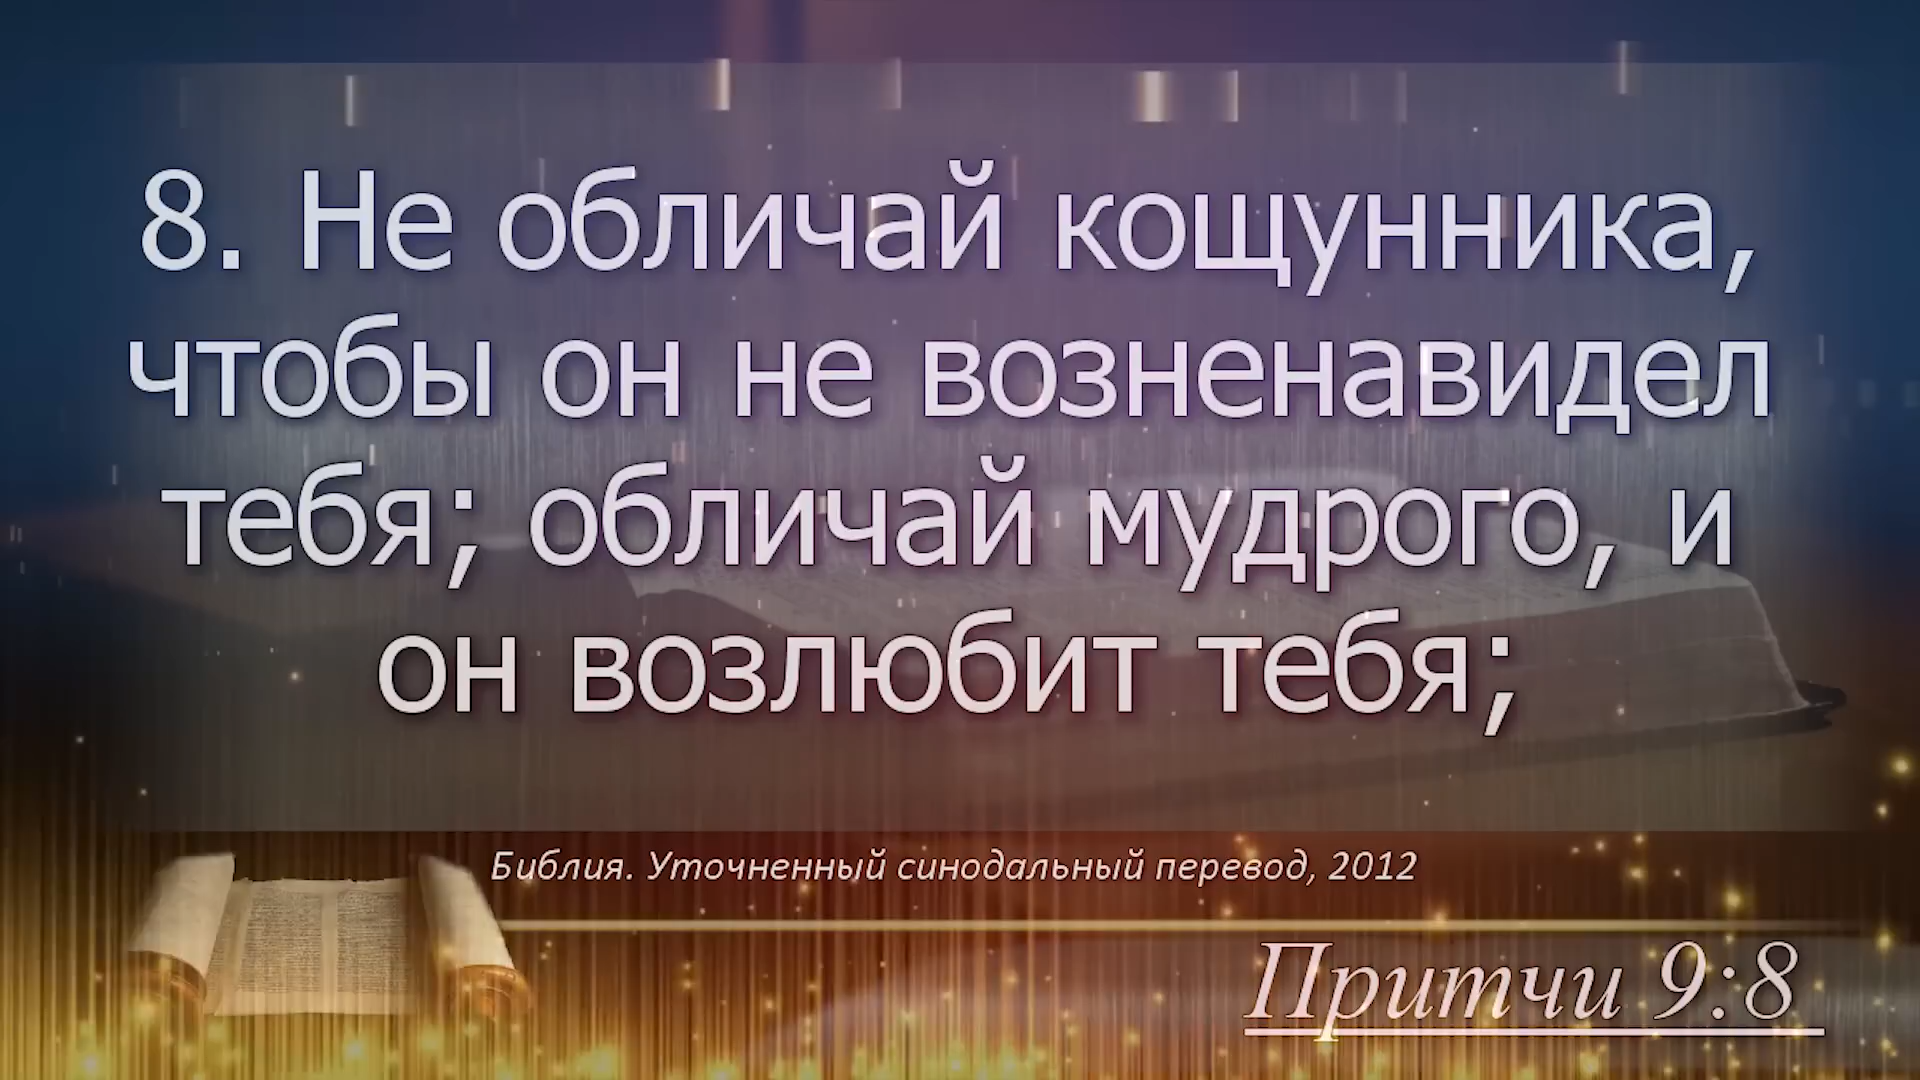 8. Не обличай кощунника,
чтобы он не возненавидел
тебя; обличай мудрого, и
он возлюбит тебя;
Библия. Уточненный синодальный перевод, 2012
Притчи 9:8